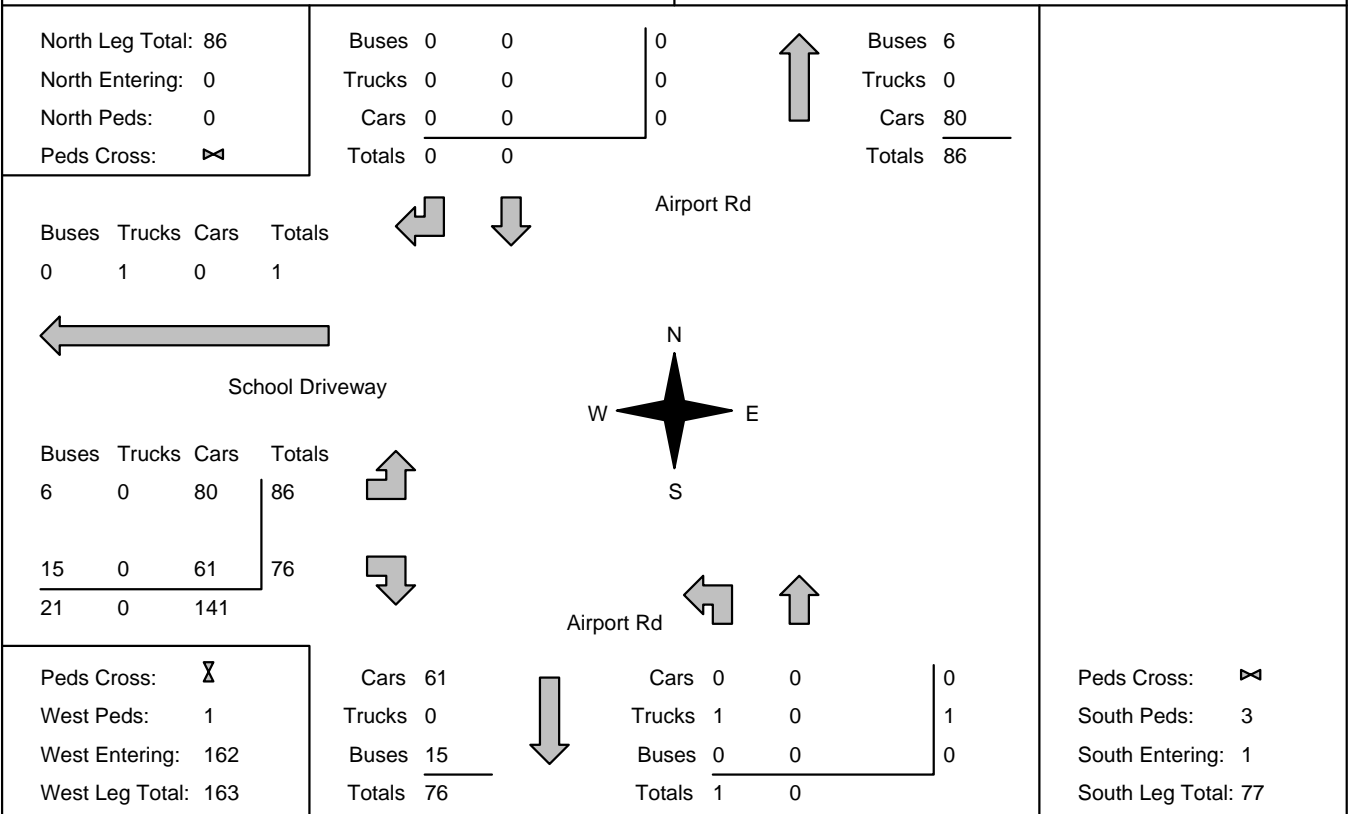 North Leg Total: 86
North Entering: 0
North Peds: 0
Peds Cross: ⋈
Buses 0 0 0
Trucks 0 0 0
Cars 0 0 0
Totals 0 0
Buses 6
Trucks 0
Cars 80
Totals 86
Airport Rd
Buses Trucks Cars Totals
0 1 0 1
School Driveway
N
W E
S
Buses Trucks Cars Totals
6 0 80 86
15 0 61 76
21 0 141
Airport Rd
Peds Cross: ⧖
West Peds: 1
West Entering: 162
West Leg Total: 163
Cars 61
Trucks 0
Buses 15
Totals 76
Cars 0 0 0
Trucks 1 0 1
Buses 0 0 0
Totals 1 0
Peds Cross: ⋈
South Peds: 3
South Entering: 1
South Leg Total: 77